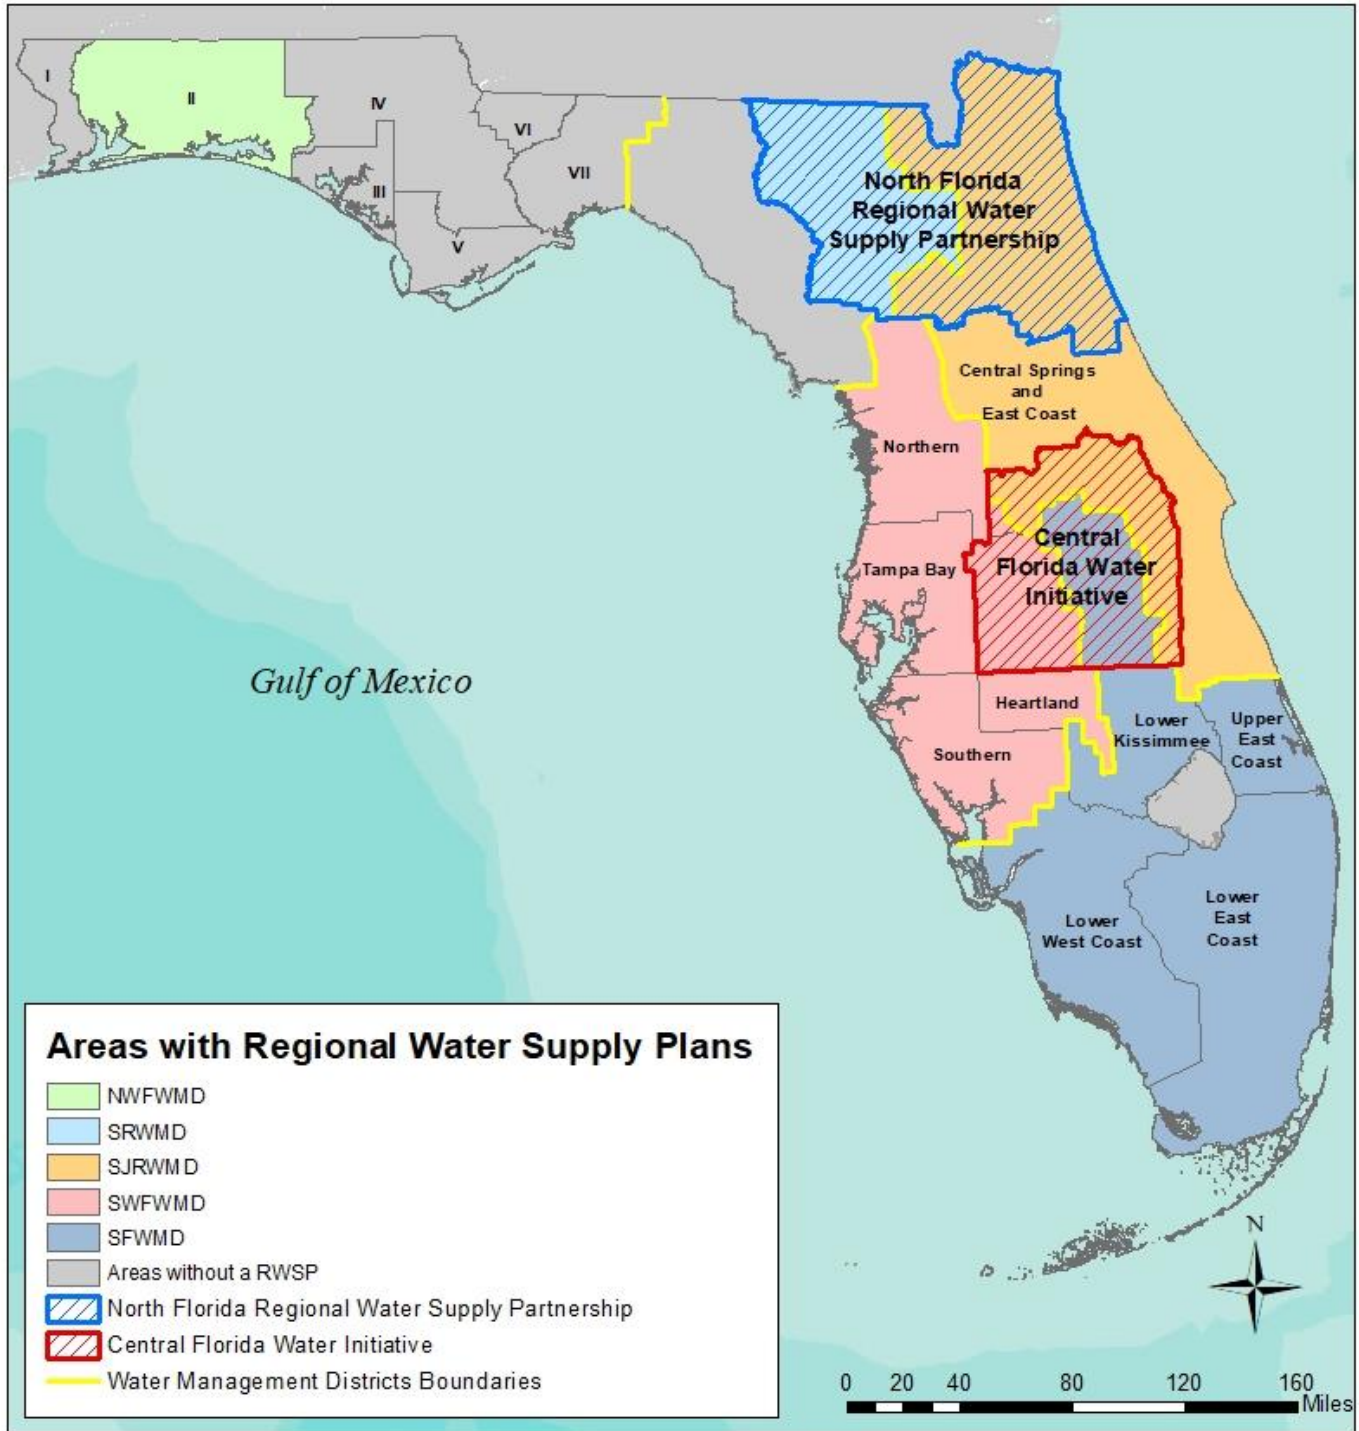 I
II
IV
VI
VII
III
V
North Florida
Regional Water
Supply Partnership
Central Springs
and
East Coast
Northern
Central
Florida Water
Initiative
Tampa Bay
Gulf of Mexico
Heartland
Lower
Kissimmee
Upper
East
Coast
Southern
Lower
West Coast
Lower
East
Coast
Areas with Regional Water Supply Plans
NWFWMD
SRWMD
SJRWMD
SWFWMD
SFWMD
Areas without a RWSP
North Florida Regional Water Supply Partnership
Central Florida Water Initiative
Water Management Districts Boundaries
N
0 20 40 80 120 160
Miles